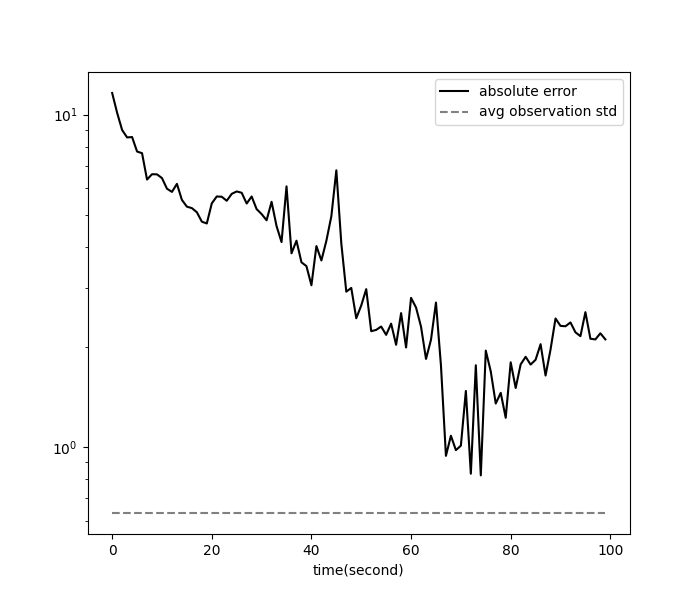 absolute error
avg observation std
10¹
10⁰
0 20 40 60 80 100
time(second)